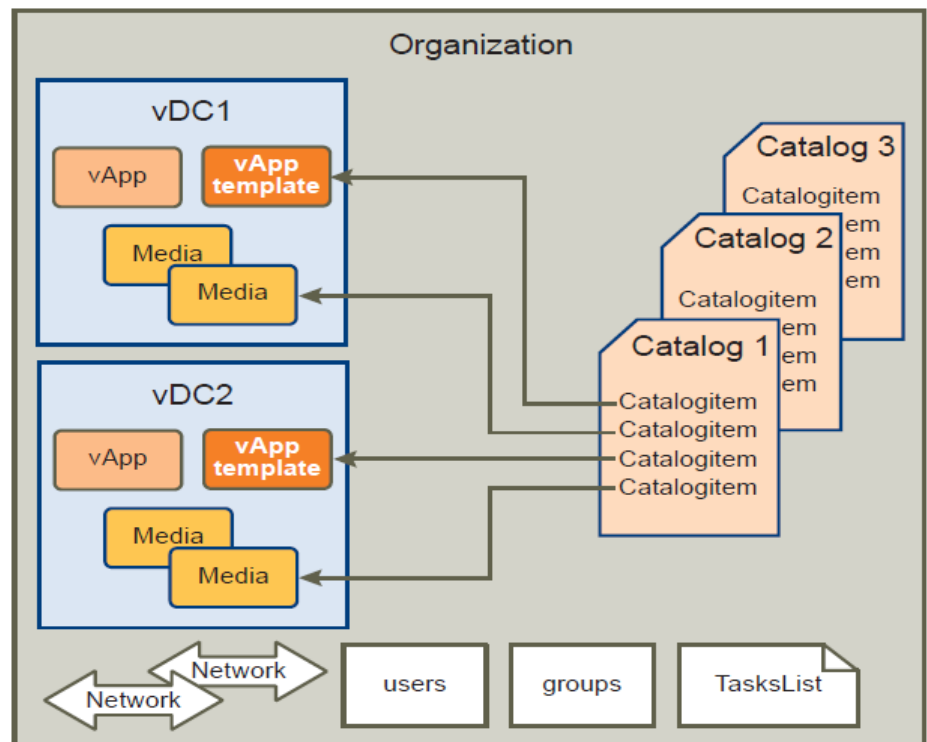 Organization
vDC1
vApp
vApp
template
Media
Media
vDC2
vApp
vApp
template
Media
Media
Catalog 3
Catalogitem
em
em
em
Catalog 2
Catalogitem
em
em
em
Catalog 1
Catalogitem
Catalogitem
Catalogitem
Catalogitem
Network
Network
users
groups
TasksList